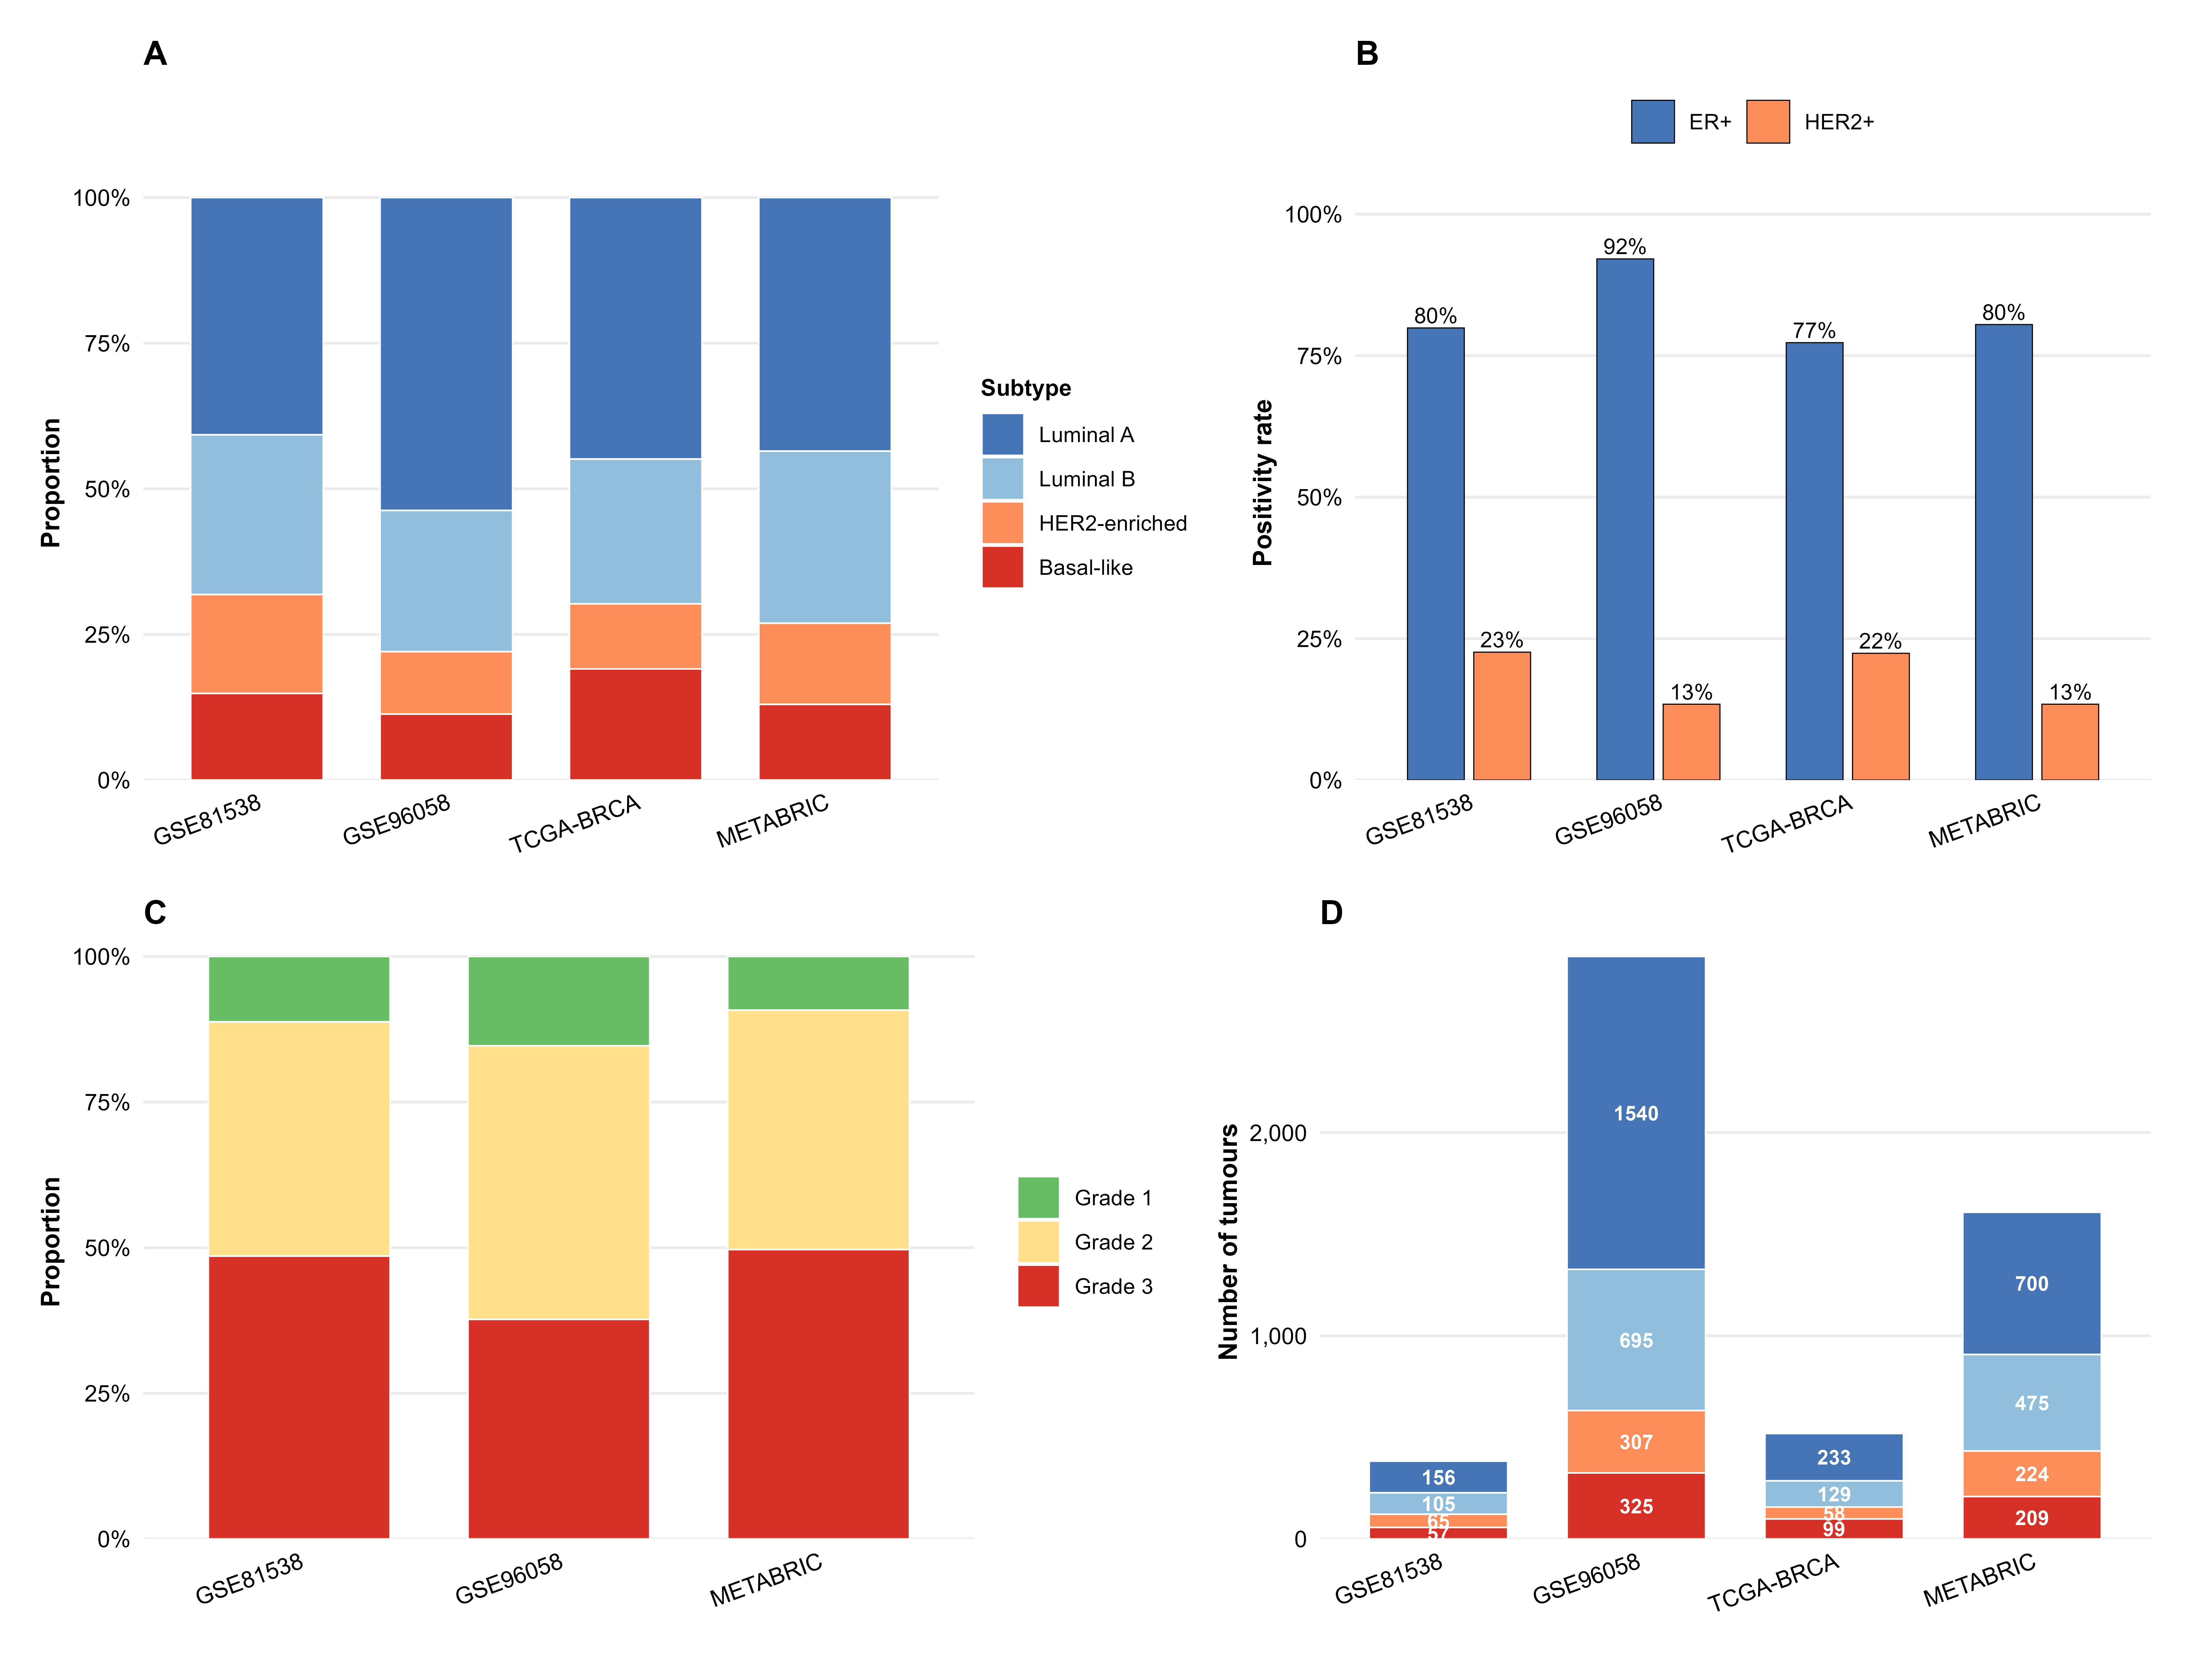 A
100%
75%
50%
25%
0%
Proportion
GSE81538
GSE96058
TCGA-BRCA
METABRIC
Subtype
Luminal A
Luminal B
HER2-enriched
Basal-like
B
ER+
HER2+
100%
75%
50%
25%
0%
Positivity rate
80%
23%
92%
13%
77%
22%
80%
13%
GSE81538
GSE96058
TCGA-BRCA
METABRIC
C
100%
75%
50%
25%
0%
Proportion
GSE81538
GSE96058
METABRIC
Grade 1
Grade 2
Grade 3
D
2,000
1,000
0
Number of tumours
156
105
65
57
1540
695
307
325
233
129
58
99
700
475
224
209
GSE81538
GSE96058
TCGA-BRCA
METABRIC